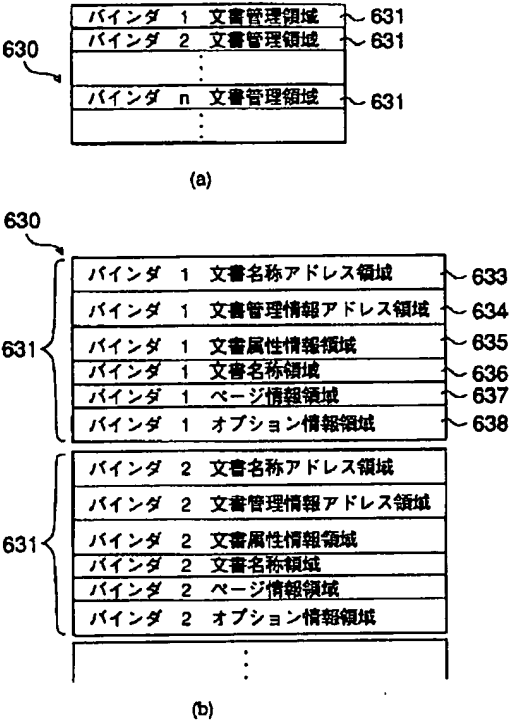 630
バインダ 1 文書管理領域 631
バインダ 2 文書管理領域 631
バインダ n 文書管理領域 631
(a)
630
631
バインダ 1 文書名称アドレス領域 633
バインダ 1 文書管理情報アドレス領域 634
バインダ 1 文書属性情報領域 635
バインダ 1 文書名称領域 636
バインダ 1 ページ情報領域 637
バインダ 1 オプション情報領域 638
631
バインダ 2 文書名称アドレス領域
バインダ 2 文書管理情報アドレス領域
バインダ 2 文書属性情報領域
バインダ 2 文書名称領域
バインダ 2 ページ情報領域
バインダ 2 オプション情報領域
(b)